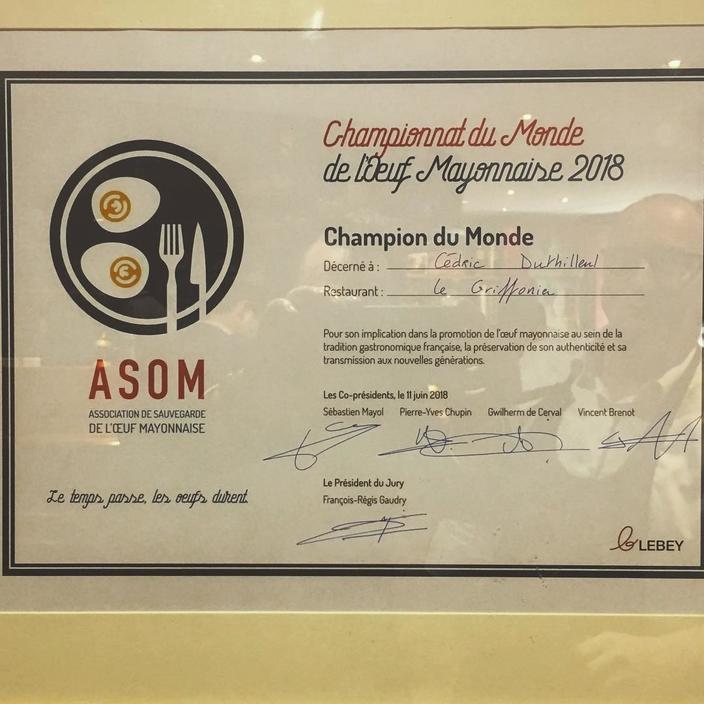 Championnat du Monde
de l'Œuf Mayonnaise 2018
Champion du Monde
Décerné à : Cédric Duthilleul
Restaurant : Le Griffonier
Pour son implication dans la promotion de l'œuf mayonnaise au sein de la
tradition gastronomique française, la préservation de son authenticité et sa
transmission aux nouvelles générations.
ASOM
ASSOCIATION DE SAUVEGARDE
DE L'ŒUF MAYONNAISE
Les Co-présidents, le 11 juin 2018
Sébastien Mayol Pierre-Yves Chupin Gwilherm de Cerval Vincent Brenot
Le Président du Jury
François-Régis Gaudry
Le temps passe, les oeufs durent.
LEBEY